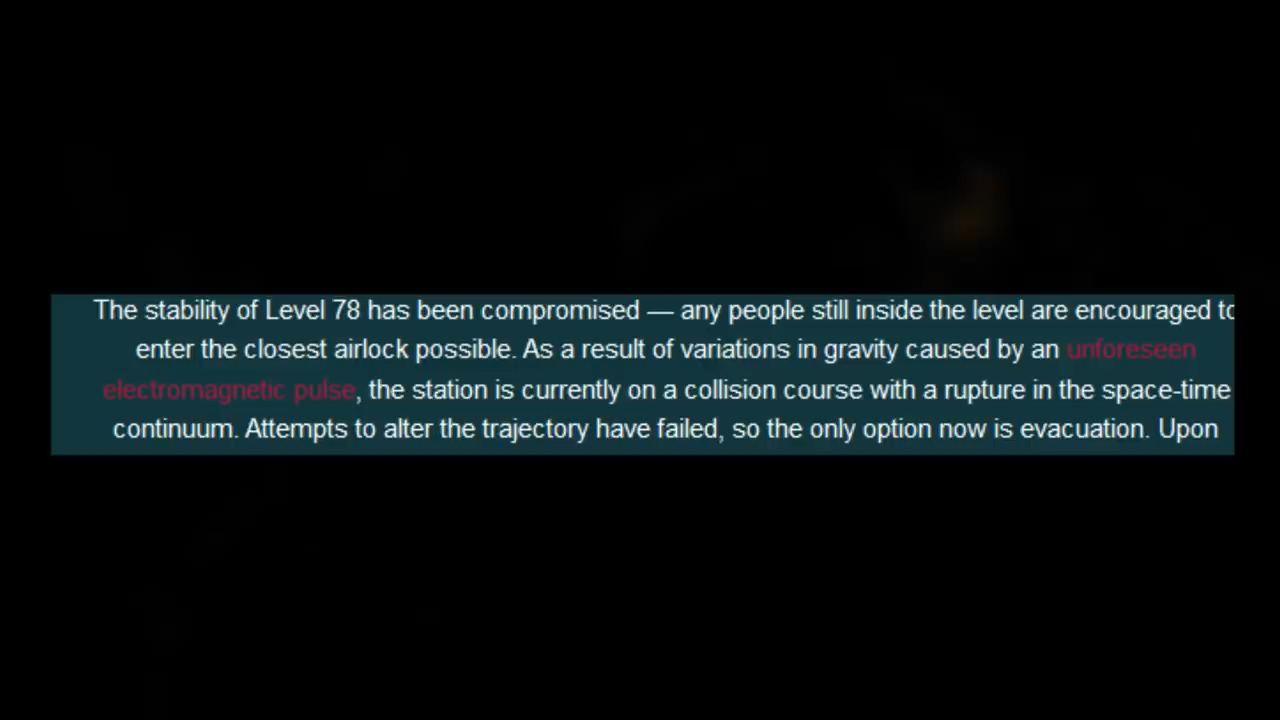 The stability of Level 78 has been compromised — any people still inside the level are encouraged to
enter the closest airlock possible. As a result of variations in gravity caused by an unforeseen
electromagnetic pulse, the station is currently on a collision course with a rupture in the space-time
continuum. Attempts to alter the trajectory have failed, so the only option now is evacuation. Upon